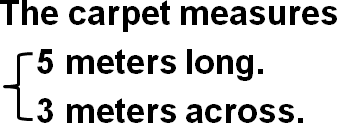 The carpet measures
5 meters long.
3 meters across.